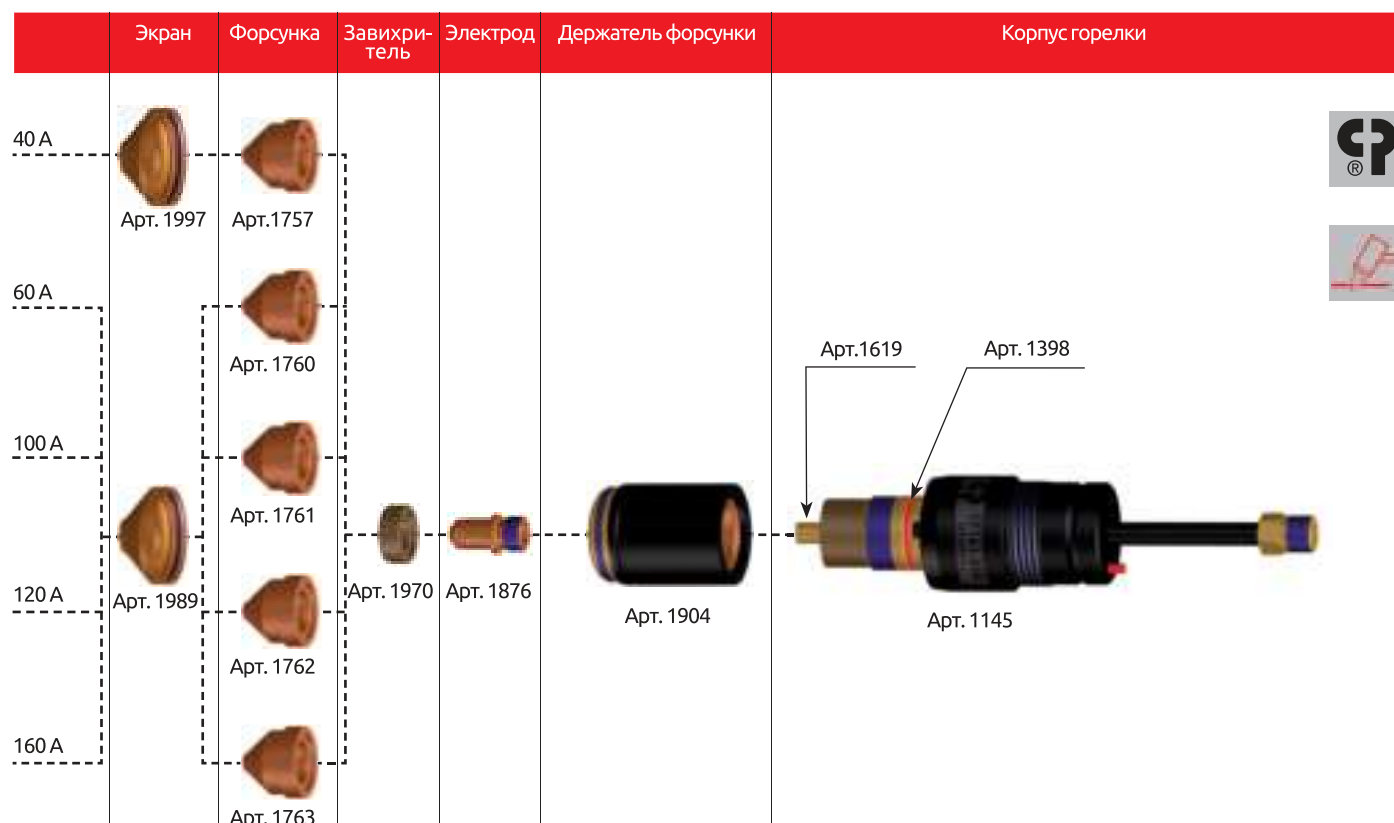 Экран
Форсунка
Завихри-
тель
Электрод
Держатель форсунки
Корпус горелки
40 A
Арт. 1997
Арт.1757
60 A
Арт. 1760
Арт.1619
Арт. 1398
100 A
Арт. 1761
Арт. 1970
Арт. 1876
120 A
Арт. 1989
Арт. 1904
Арт. 1145
Арт. 1762
160 A
Арт. 1763
®